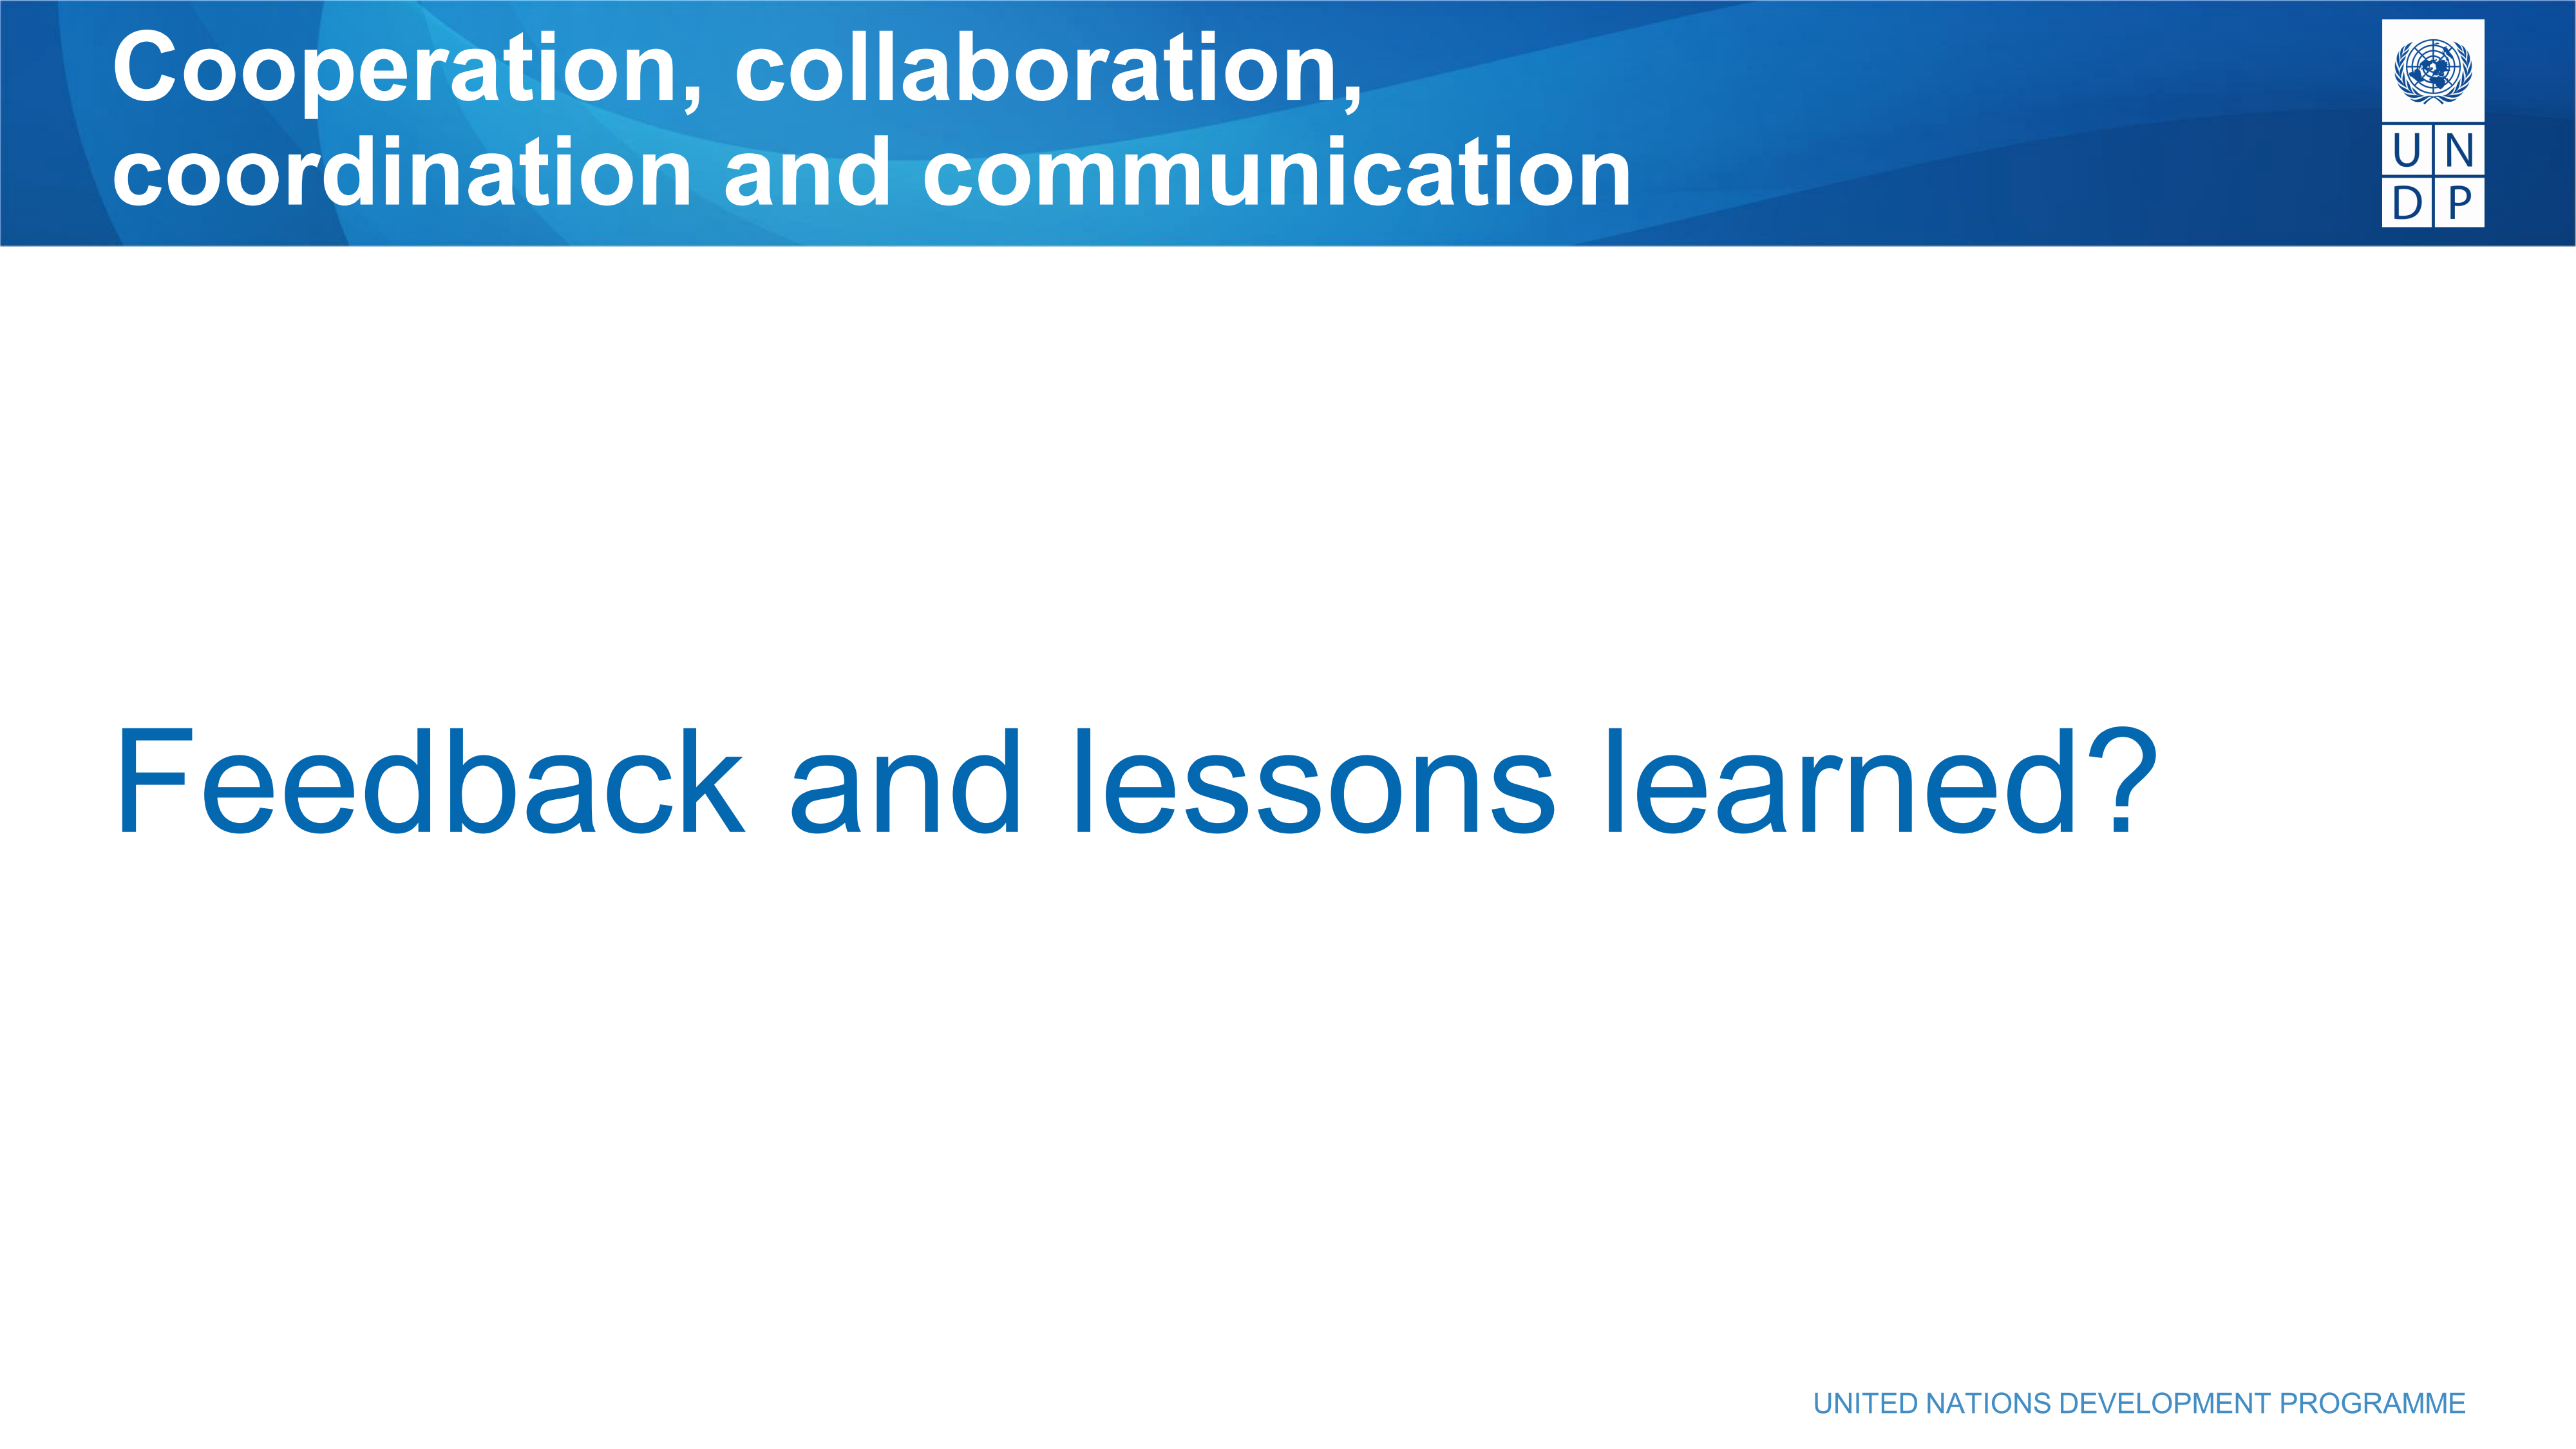 Cooperation, collaboration,
coordination and communication
U N
D P
Feedback and lessons learned?
UNITED NATIONS DEVELOPMENT PROGRAMME